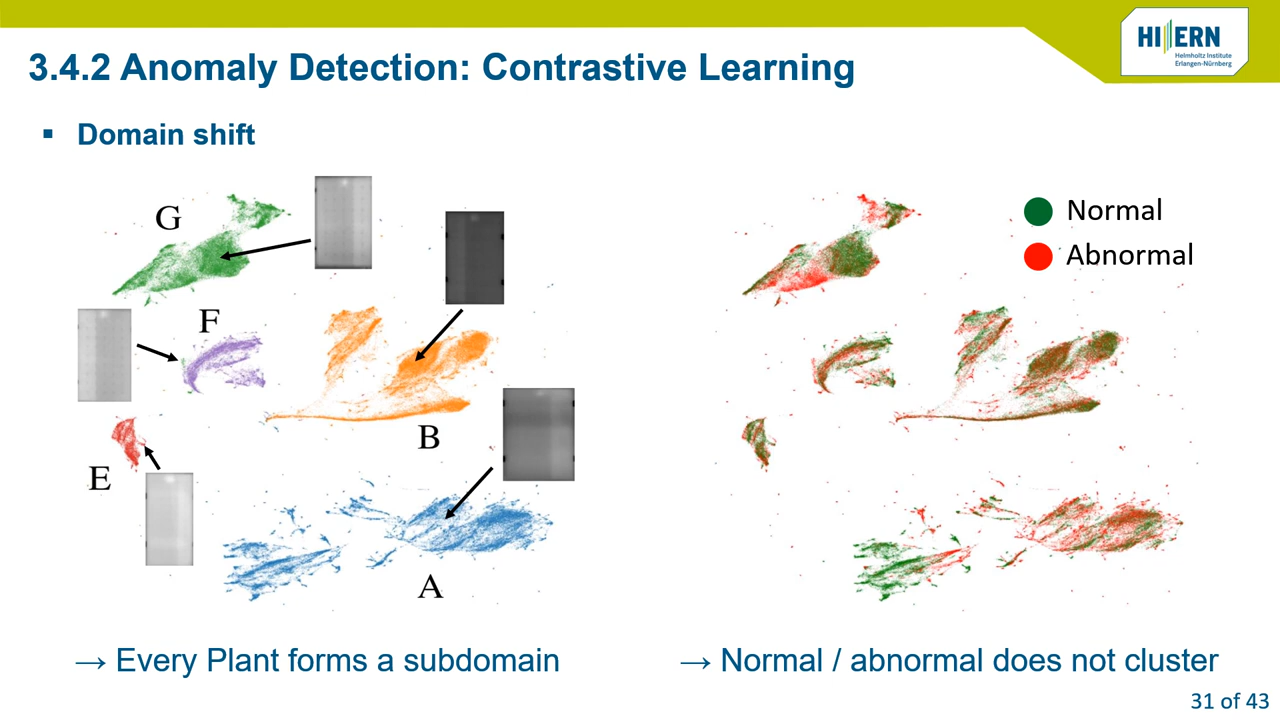 HI ERN
Helmholtz Institute
Erlangen-Nürnberg
3.4.2 Anomaly Detection: Contrastive Learning
▪ Domain shift
G
F
B
E
A
Normal
Abnormal
→ Every Plant forms a subdomain
→ Normal / abnormal does not cluster
31 of 43